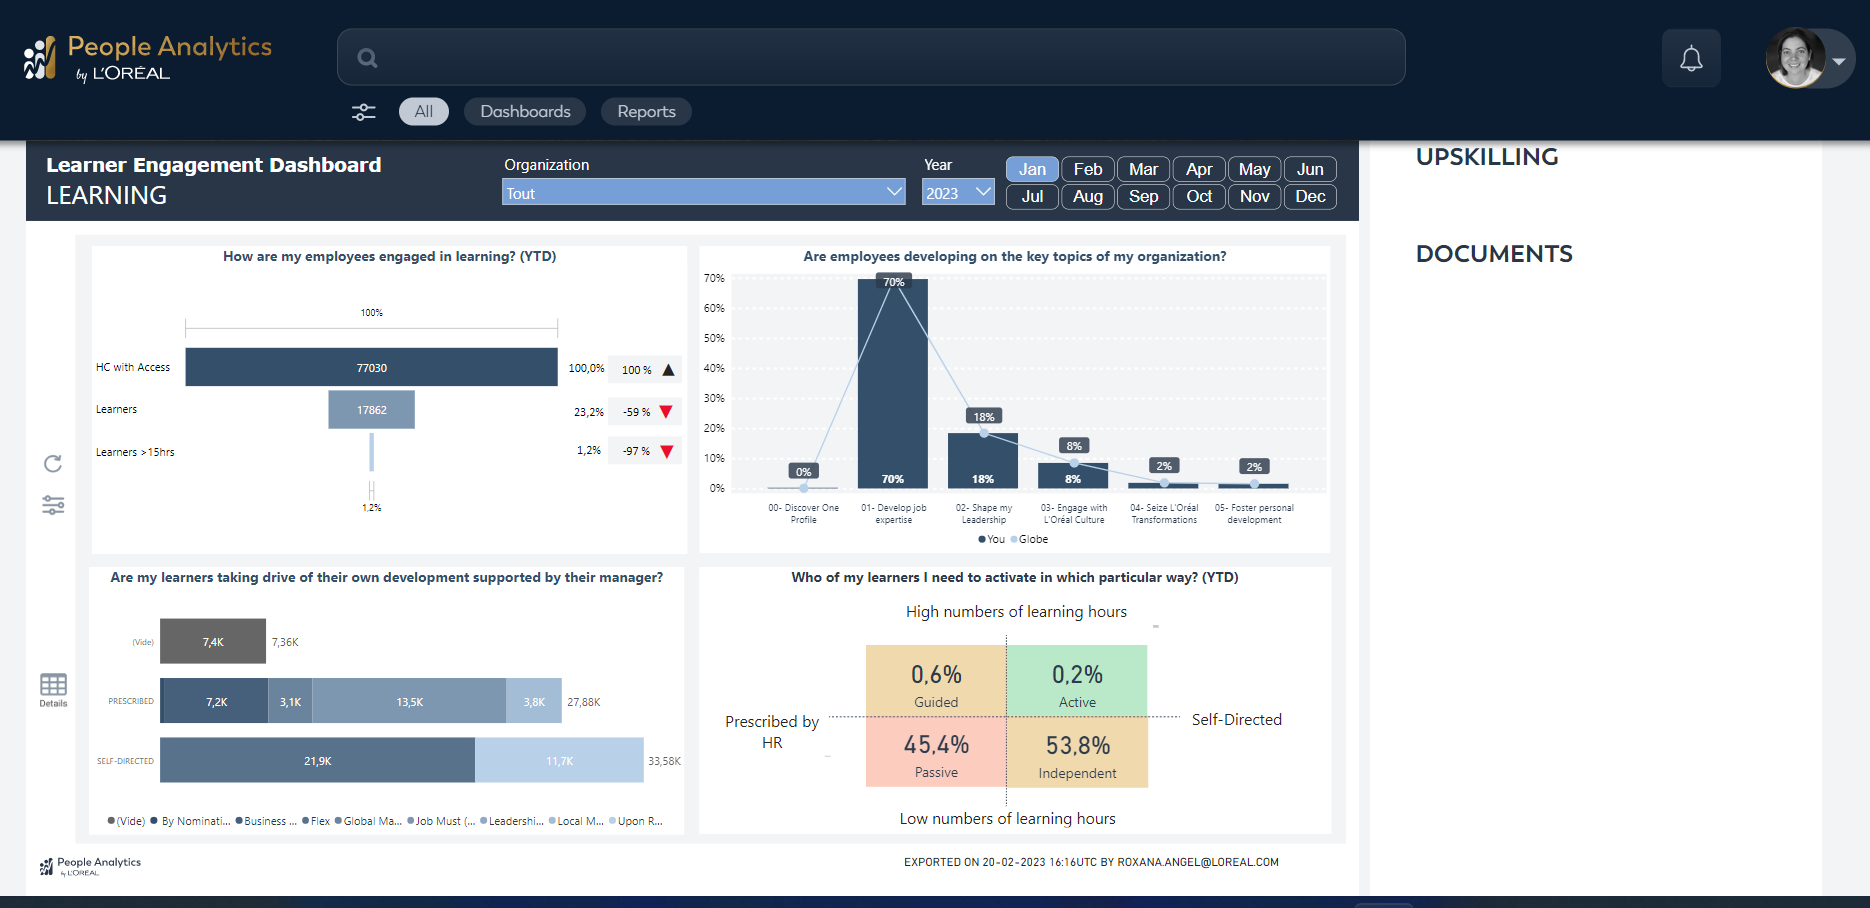 People Analytics
by L'ORÉAL
All
Dashboards
Reports
Learner Engagement Dashboard
LEARNING
Organization
Tout
Year
2023
Jan Feb Mar Apr May Jun
Jul Aug Sep Oct Nov Dec
UPSKILLING
DOCUMENTS
How are my employees engaged in learning? (YTD)
100%
HC with Access 77030 100,0% 100 %
Learners 17862 23,2% -59 %
Learners >15hrs 1,2% -97 %
1,2%
Are employees developing on the key topics of my organization?
70%
60%
50%
40%
30%
20%
10%
0%
0%
70%
18%
8%
2%
2%
70%
18%
8%
00- Discover One
Profile
01- Develop job
expertise
02- Shape my
Leadership
03- Engage with
L'Oréal Culture
04- Seize L'Oréal
Transformations
05- Foster personal
development
You Globe
Details
Are my learners taking drive of their own development supported by their manager?
(Vide) 7,4K 7,36K
PRESCRIBED 7,2K 3,1K 13,5K 3,8K 27,88K
SELF-DIRECTED 21,9K 11,7K 33,58K
(Vide) By Nominati... Business ... Flex Global Ma... Job Must (... Leadershi... Local M... Upon R...
Who of my learners I need to activate in which particular way? (YTD)
High numbers of learning hours
0,6%
Guided
0,2%
Active
Prescribed by
HR
Self-Directed
45,4%
Passive
53,8%
Independent
Low numbers of learning hours
People Analytics
by L'ORÉAL
EXPORTED ON 20-02-2023 16:16UTC BY ROXANA.ANGEL@LOREAL.COM